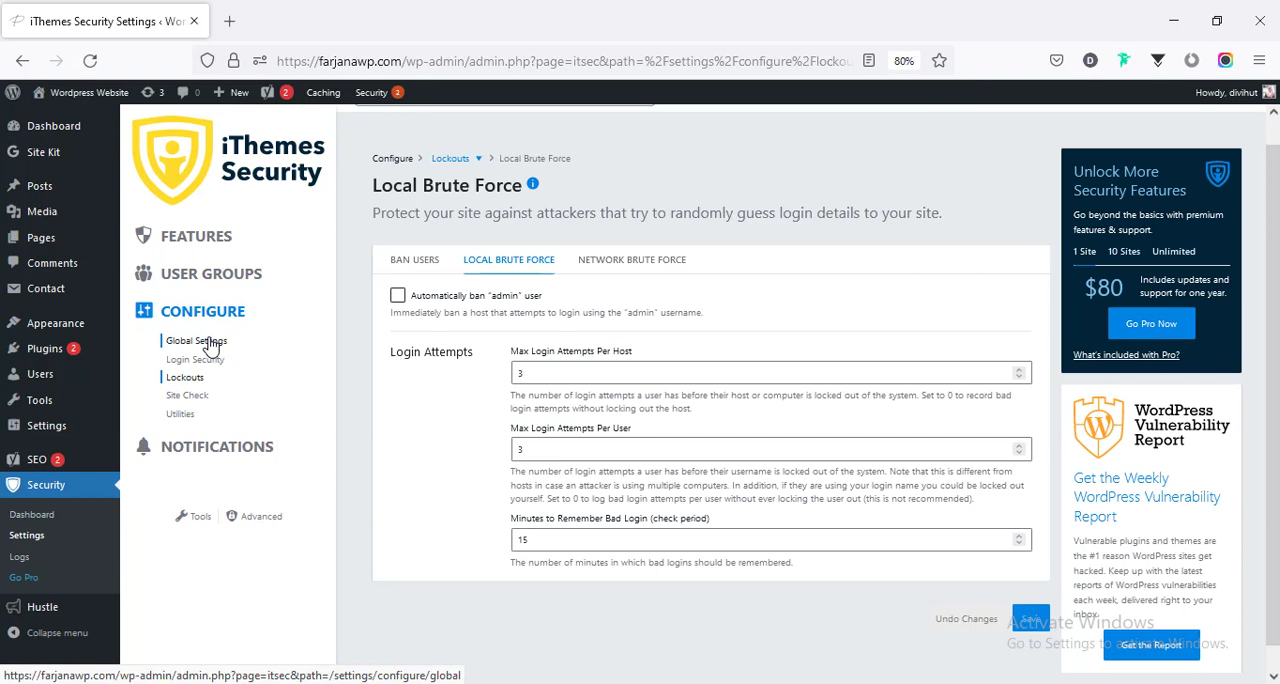 iThemes Security Settings ‹ Wor
https://farjanawp.com/wp-admin/admin.php?page=itsec&path=%2Fsettings%2Fconfigure%2Flockou
80%
Wordpress Website
3
0
New
2
Caching
Security 2
Howdy, divihut
Dashboard
Site Kit
Posts
Media
Pages
Comments
Contact
Appearance
Plugins 2
Users
Tools
Settings
SEO 2
Security
Dashboard
Settings
Logs
Go Pro
Hustle
Collapse menu
iThemes
Security
FEATURES
USER GROUPS
CONFIGURE
Global Settings
Login Security
Lockouts
Site Check
Utilities
NOTIFICATIONS
Tools
Advanced
Configure > Lockouts > Local Brute Force
Local Brute Force
Protect your site against attackers that try to randomly guess login details to your site.
BAN USERS
LOCAL BRUTE FORCE
NETWORK BRUTE FORCE
Automatically ban "admin" user
Immediately ban a host that attempts to login using the "admin" username.
Login Attempts
Max Login Attempts Per Host
3
The number of login attempts a user has before their host or computer is locked out of the system. Set to 0 to record bad
login attempts without locking out the host.
Max Login Attempts Per User
3
The number of login attempts a user has before their username is locked out of the system. Note that this is different from
hosts in case an attacker is using multiple computers. In addition, if they are using your login name you could be locked out
yourself. Set to 0 to log bad login attempts per user without ever locking the user out (this is not recommended).
Minutes to Remember Bad Login (check period)
15
The number of minutes in which bad logins should be remembered.
Undo Changes
Save
Unlock More
Security Features
Go beyond the basics with premium
features & support.
1 Site
10 Sites
Unlimited
$80
Includes updates and
support for one year.
Go Pro Now
What's included with Pro?
WordPress
Vulnerability
Report
Get the Weekly
WordPress Vulnerability
Report
Vulnerable plugins and themes are
the #1 reason WordPress sites get
hacked. Keep up with the latest
reports of WordPress vulnerabilities
each week, delivered right to your
inbox.
Get the Report
Activate Windows
Go to Settings to activate Windows.
https://farjanawp.com/wp-admin/admin.php?page=itsec&path=/settings/configure/global